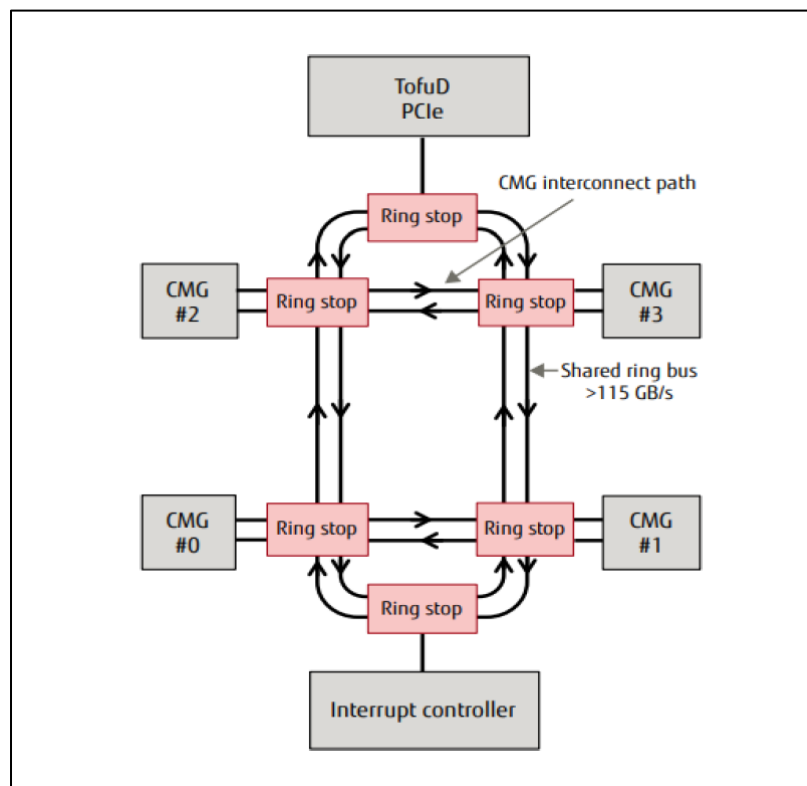 TofuD
PCIe
CMG interconnect path
Ring stop
CMG
#2
Ring stop
Ring stop
CMG
#3
Shared ring bus
>115 GB/s
CMG
#0
Ring stop
Ring stop
CMG
#1
Ring stop
Interrupt controller